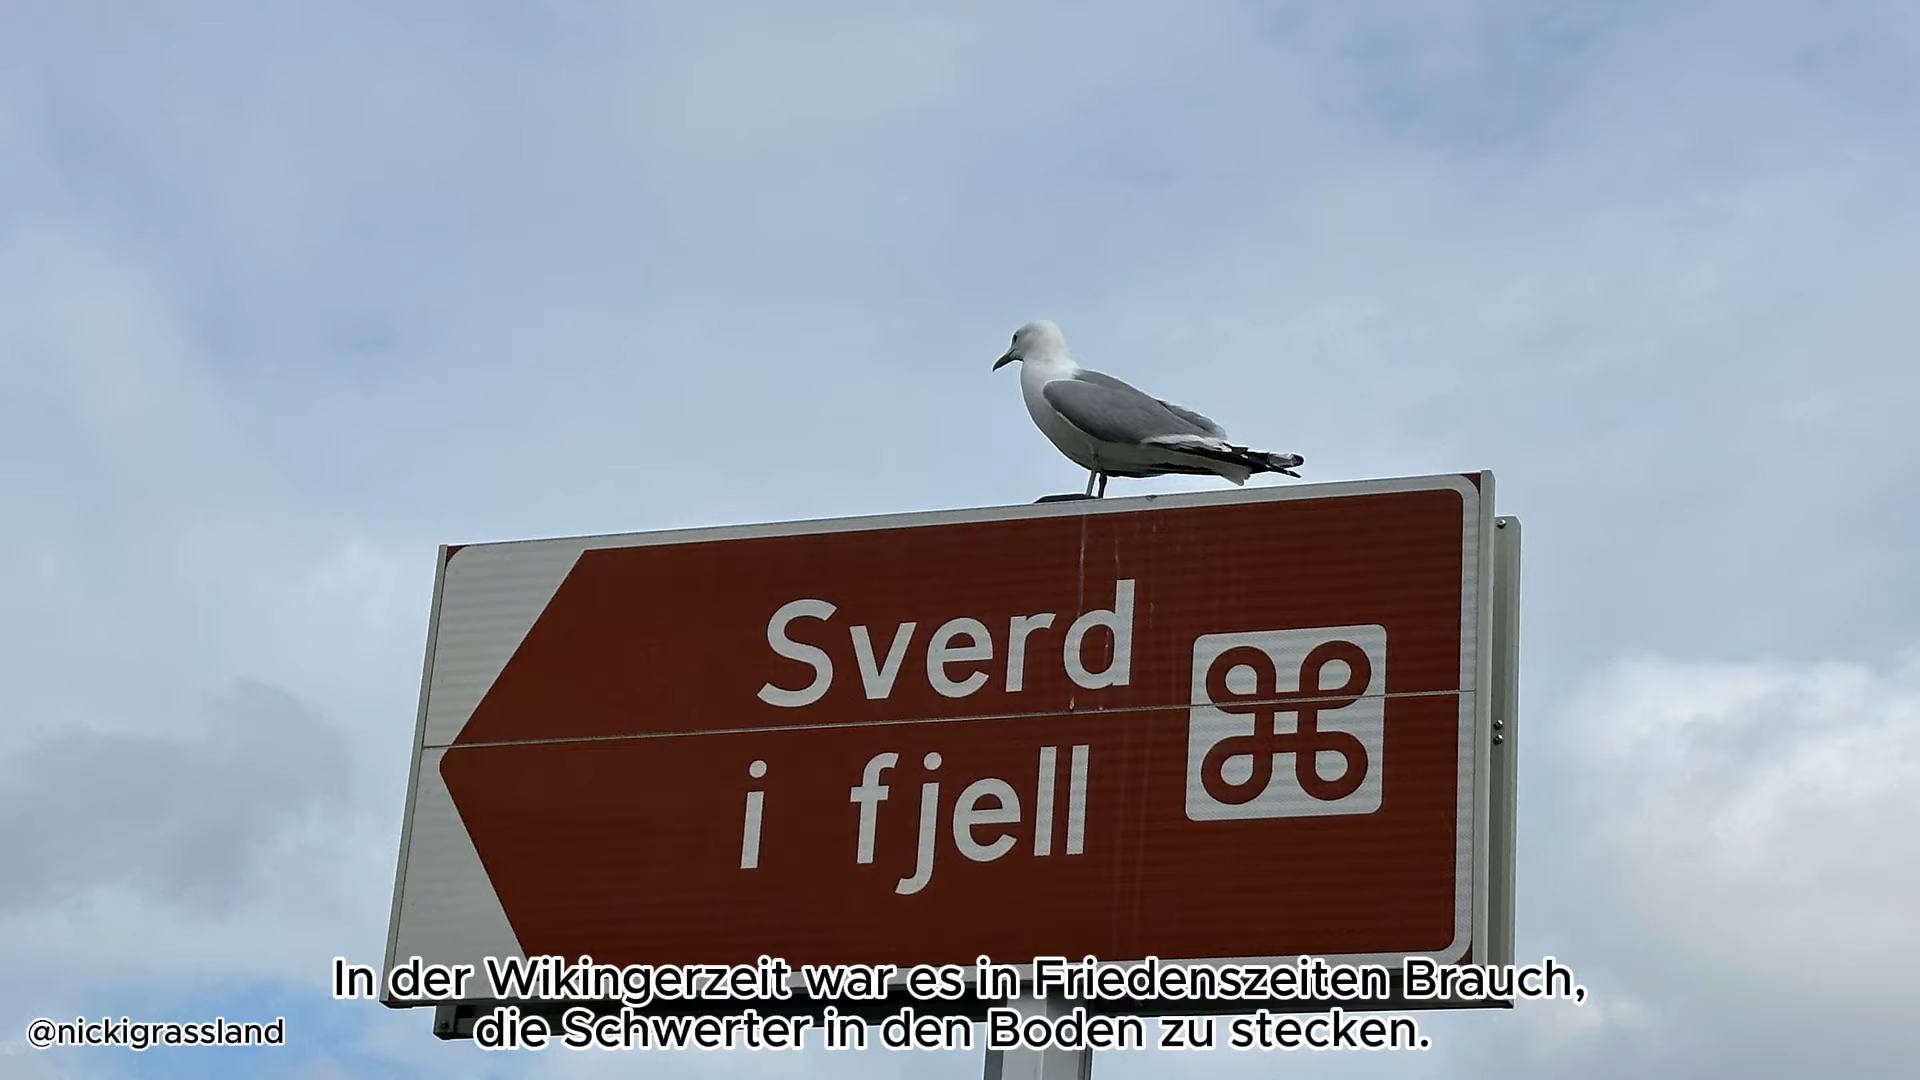 Sverd
i fjell
In der Wikingerzeit war es in Friedenszeiten Brauch,
die Schwerter in den Boden zu stecken.
@nickigrassland